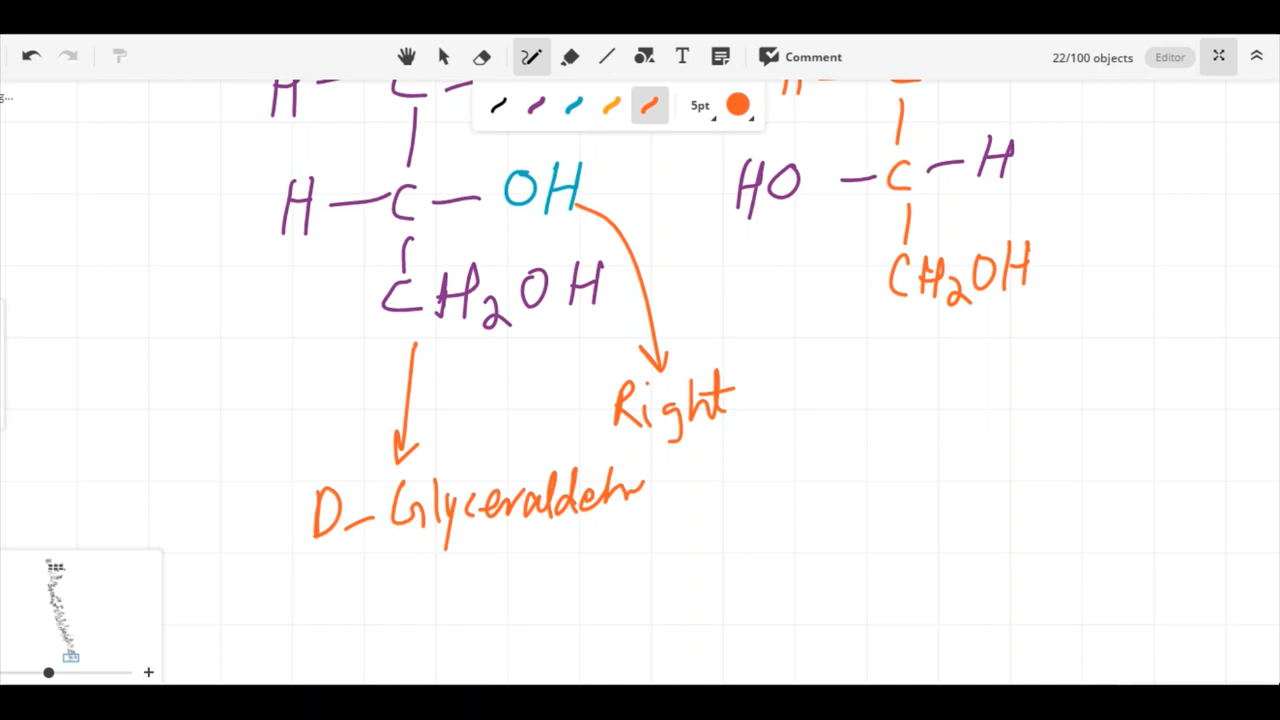 T
Comment
22/100 objects
Editor
g...
5pt
H - C -
H - C - OH
CH2OH
HO - C - H
CH2OH
Right
D - Glyceraldeh